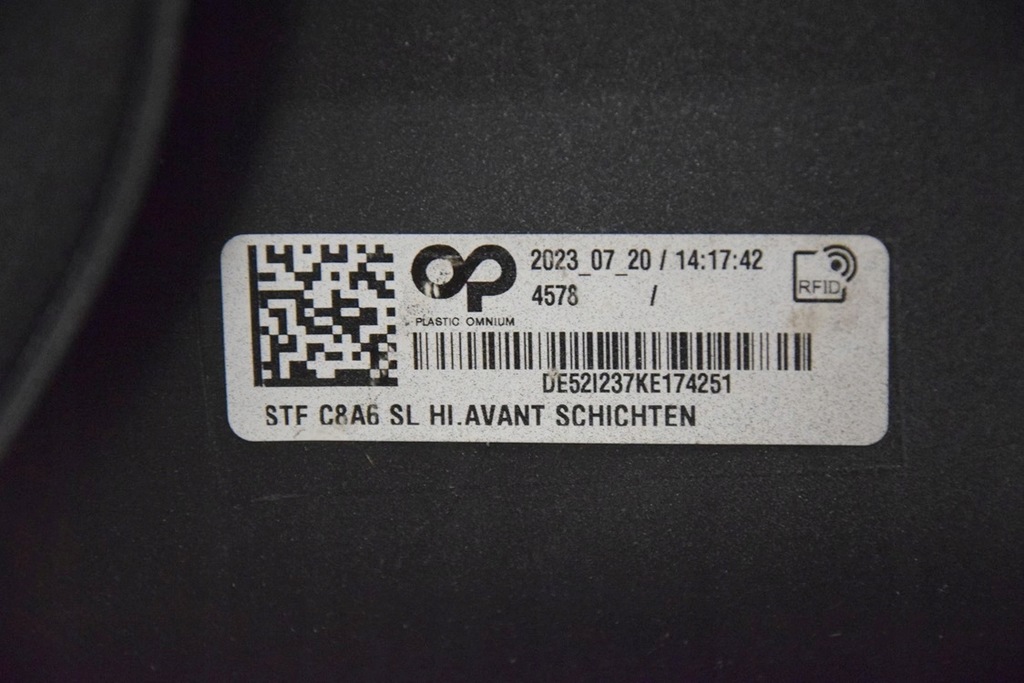 2023_07_20 / 14:17:42
4578 /
RFID
PLASTIC OMNIUM
DE52I237KE174251
STF C8A6 SL HI.AVANT SCHICHTEN